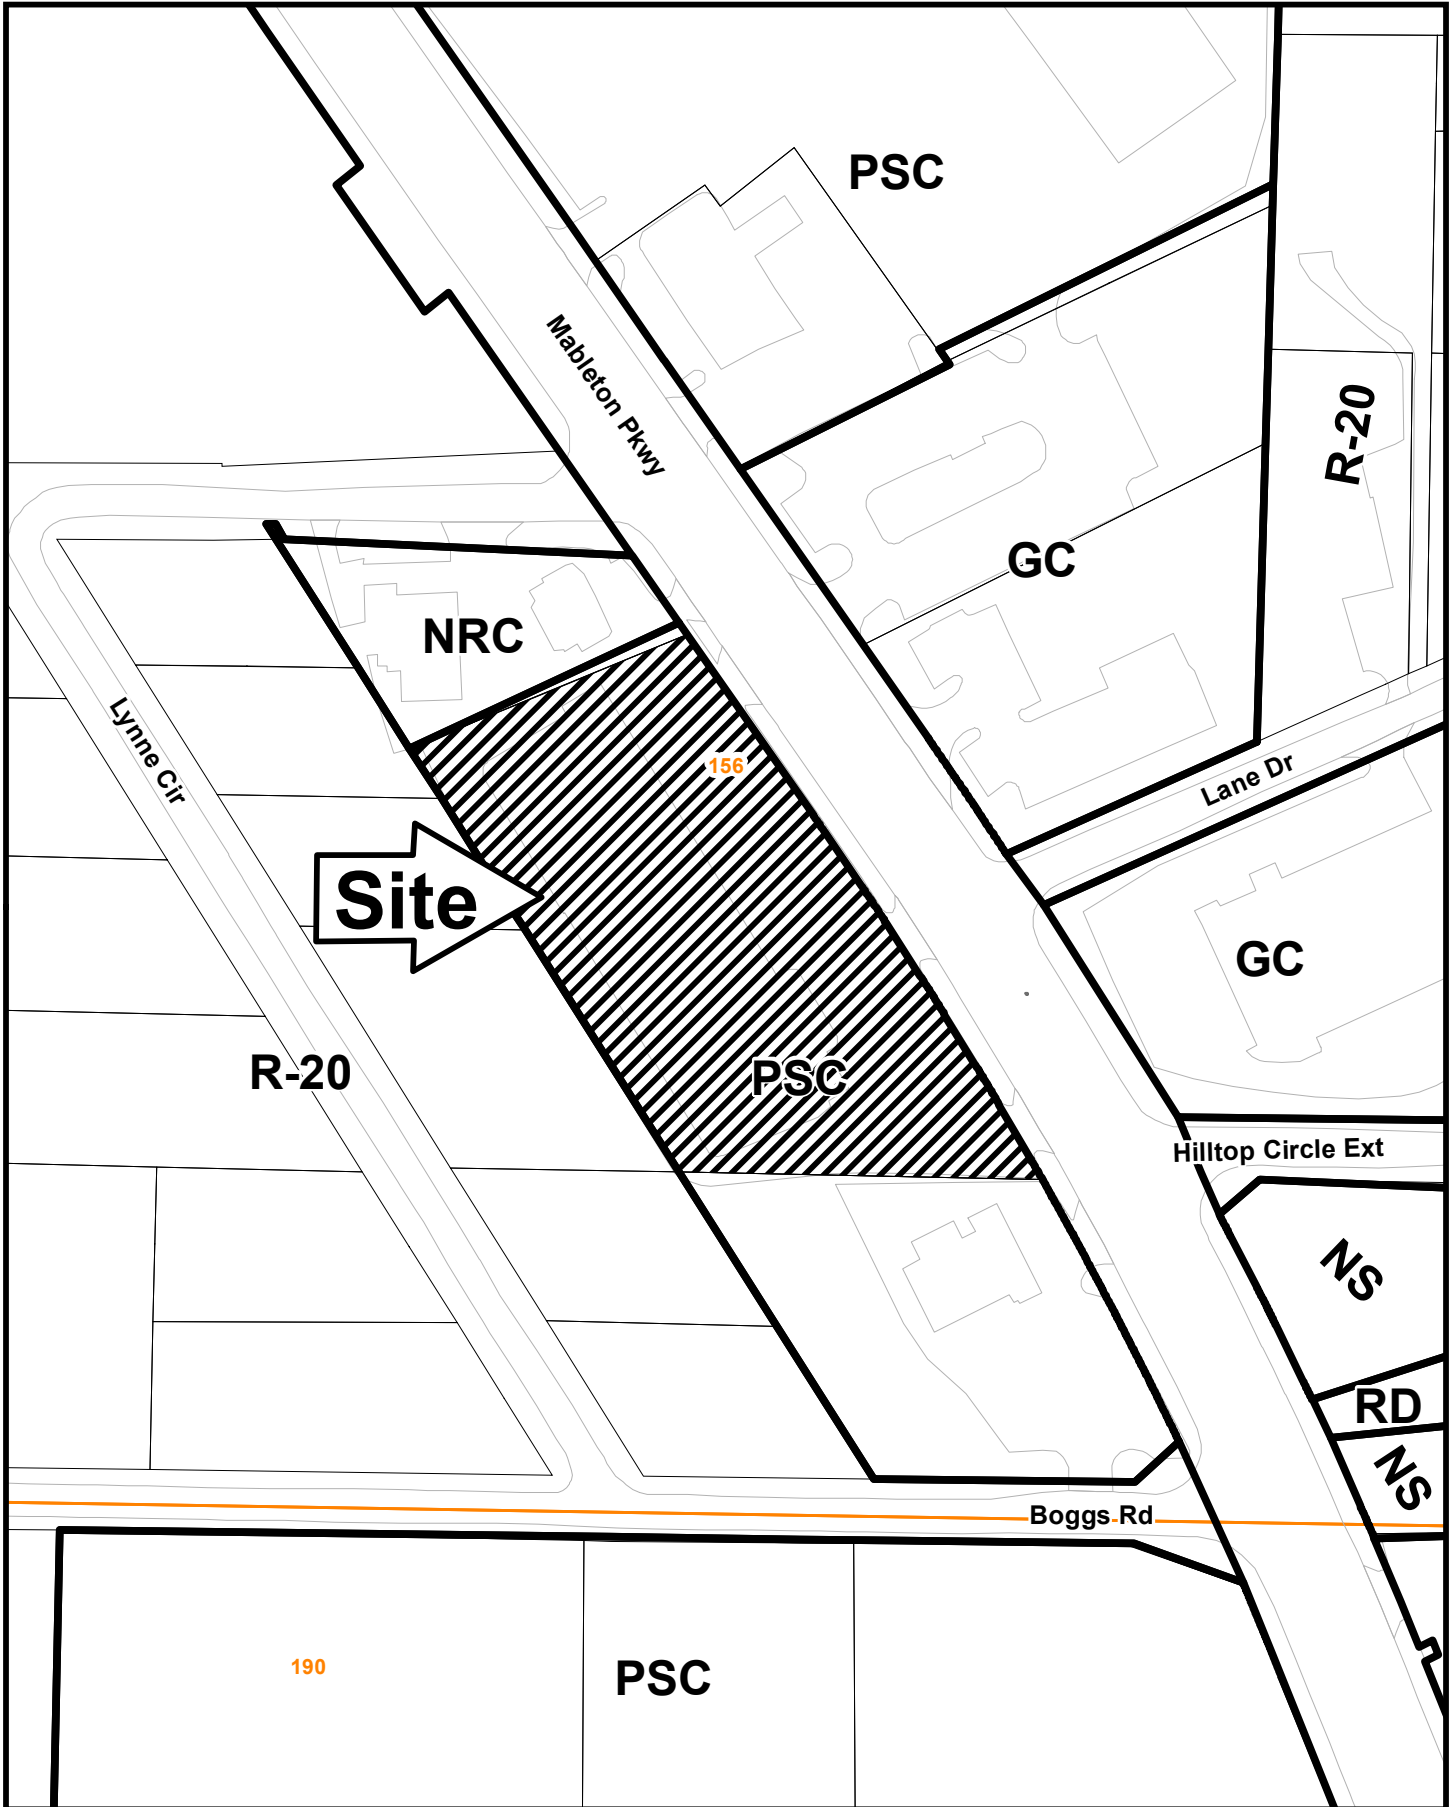 PSC
Mableton Pkwy
R-20
GC
NRC
Lynne Cir
156
Lane Dr
Site
GC
R-20
PSC
Hilltop Circle Ext
NS
RD
NS
Boggs Rd
190
PSC